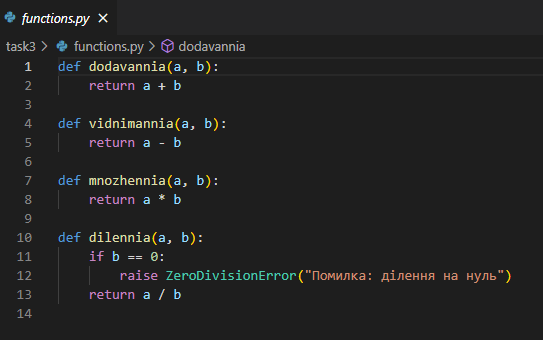 functions.py ×
task3 > functions.py > dodavannia
1 def dodavannia(a, b):
2 return a + b
3
4 def vidnimannia(a, b):
5 return a - b
6
7 def mnozhennia(a, b):
8 return a * b
9
10 def dilennia(a, b):
11 if b == 0:
12 raise ZeroDivisionError("Помилка: ділення на нуль")
13 return a / b
14